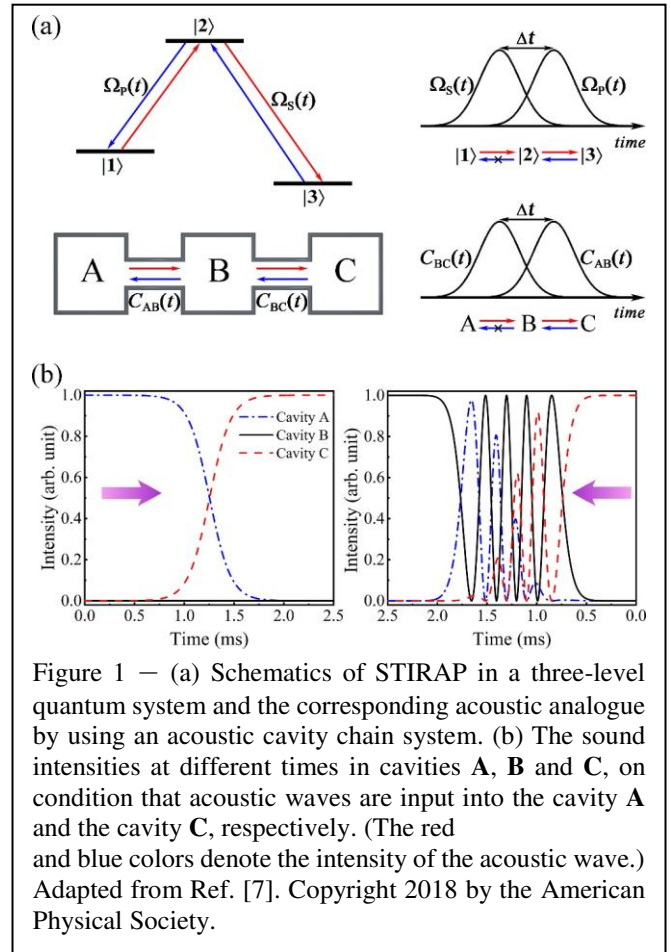 (a)
|2⟩
Ω_P(t)
Ω_S(t)
|1⟩
|3⟩
Δt
Ω_S(t)
Ω_P(t)
time
|1⟩ |2⟩ |3⟩
A B C
C_AB(t) C_BC(t)
Δt
C_BC(t)
C_AB(t)
time
A B C
(b)
Intensity (arb. unit)
1.0
0.8
0.6
0.4
0.2
0.0
Cavity A
Cavity B
Cavity C
0.0 0.5 1.0 1.5 2.0 2.5
Time (ms)
Intensity (arb. unit)
1.0
0.8
0.6
0.4
0.2
0.0
2.5 2.0 1.5 1.0 0.5 0.0
Time (ms)
Figure 1 – (a) Schematics of STIRAP in a three-level
quantum system and the corresponding acoustic analogue
by using an acoustic cavity chain system. (b) The sound
intensities at different times in cavities A, B and C, on
condition that acoustic waves are input into the cavity A
and the cavity C, respectively. (The red
and blue colors denote the intensity of the acoustic wave.)
Adapted from Ref. [7]. Copyright 2018 by the American
Physical Society.